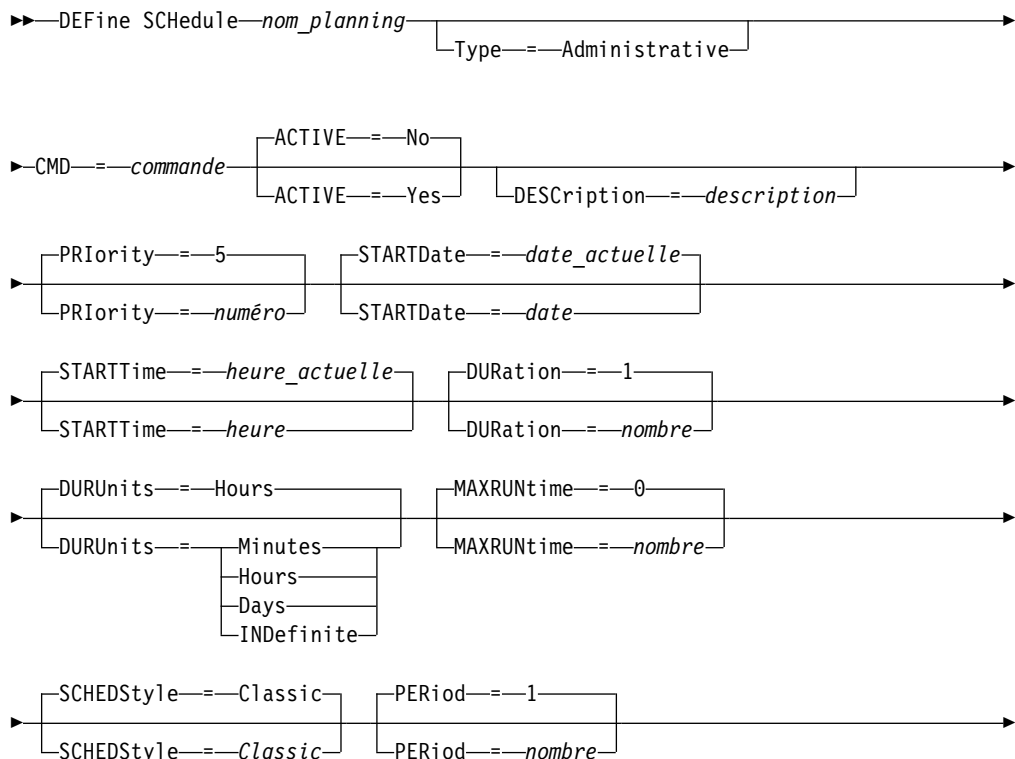 DEFine SCHedule nom_planning
Type = Administrative
ACTIVE = No
CMD = commande
ACTIVE = Yes
DESCription = description
PRIority = 5
STARTDate = date_actuelle
PRIority = numéro
STARTDate = date
STARTTime = heure_actuelle
DURation = 1
STARTTime = heure
DURation = nombre
DURUnits = Hours
MAXRUNtime = 0
DURUnits = Minutes
MAXRUNtime = nombre
Hours
Days
INDefinite
SCHEDStyle = Classic
PERiod = 1
SCHEDStyle = Classic
PERiod = nombre